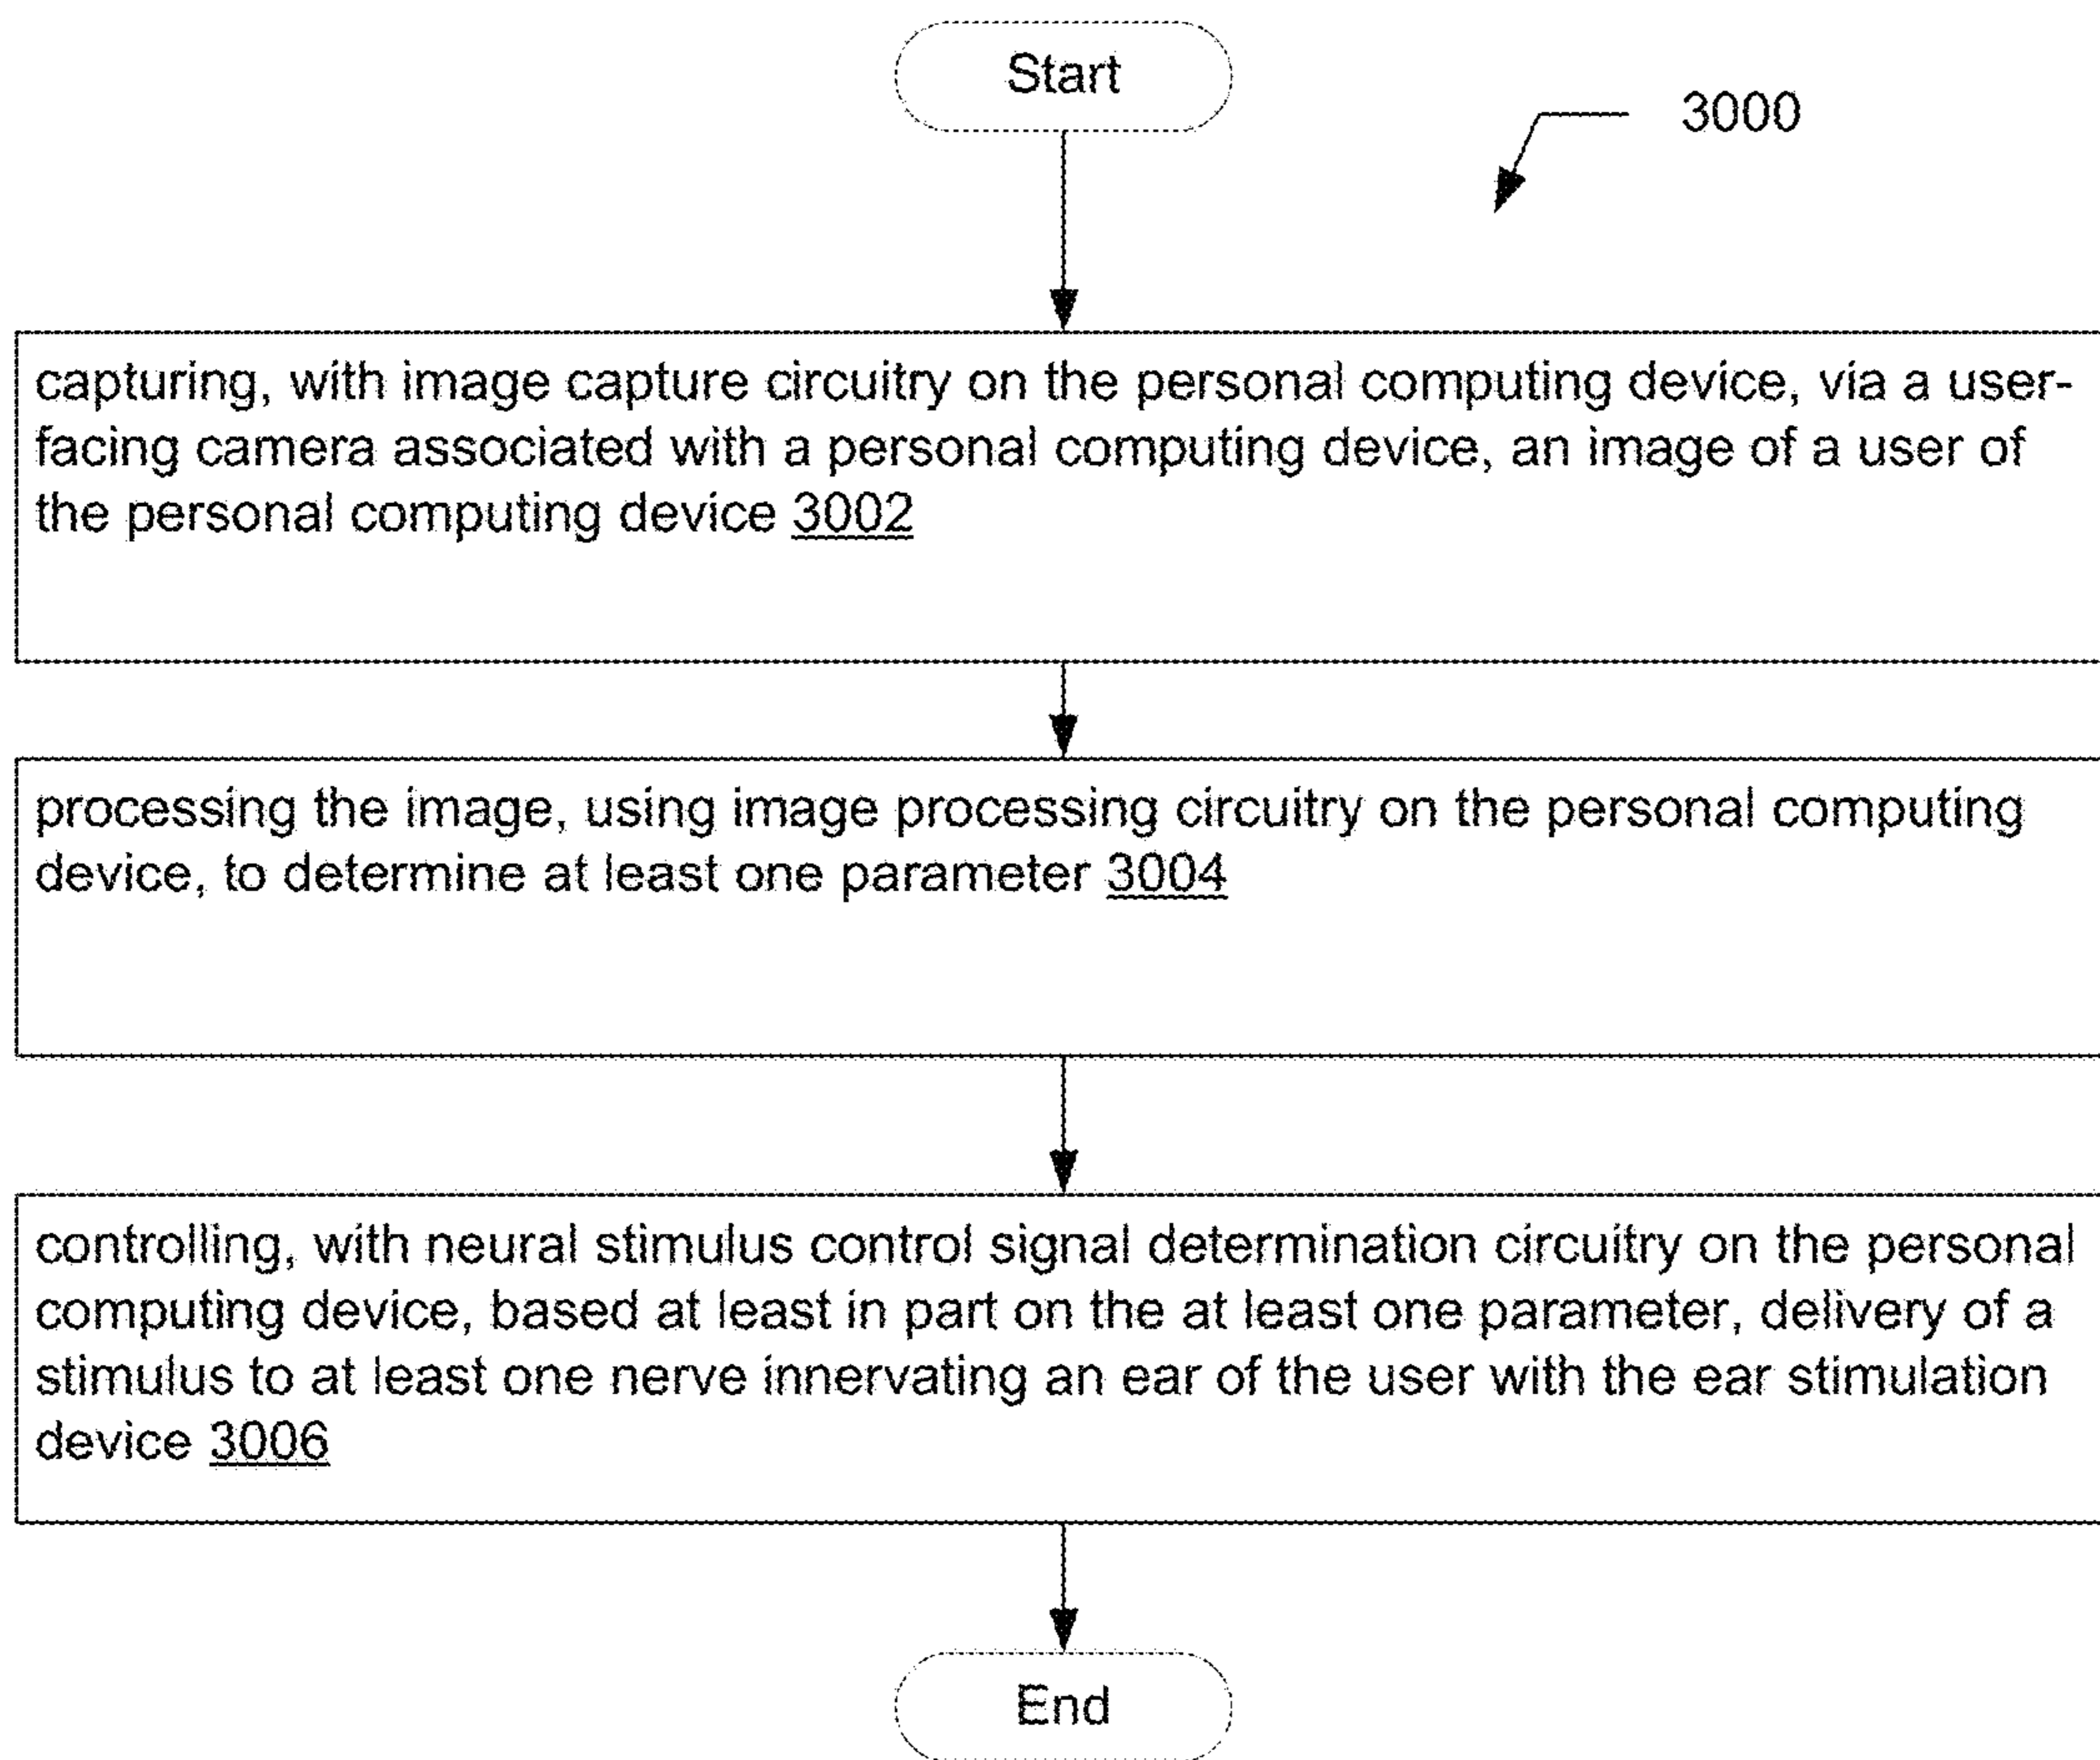 Start
3000
capturing, with image capture circuitry on the personal computing device, via a user-
facing camera associated with a personal computing device, an image of a user of
the personal computing device 3002
processing the image, using image processing circuitry on the personal computing
device, to determine at least one parameter 3004
controlling, with neural stimulus control signal determination circuitry on the personal
computing device, based at least in part on the at least one parameter, delivery of a
stimulus to at least one nerve innervating an ear of the user with the ear stimulation
device 3006
End